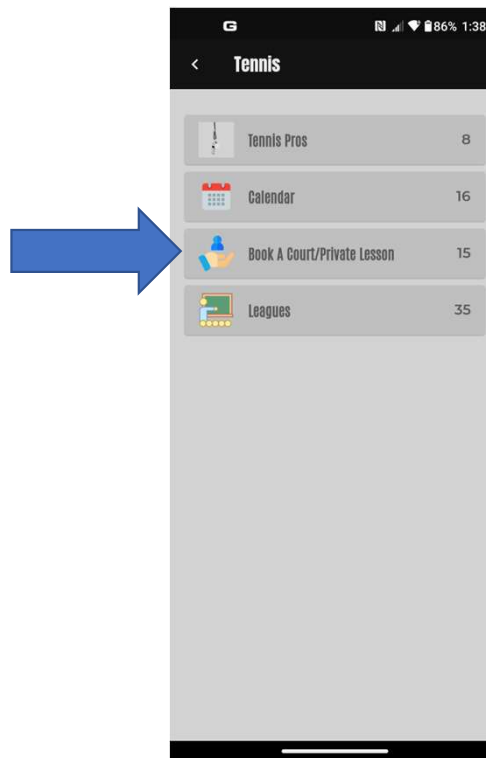 G 86% 1:38
Tennis
Tennis Pros 8
Calendar 16
Book A Court/Private Lesson 15
Leagues 35